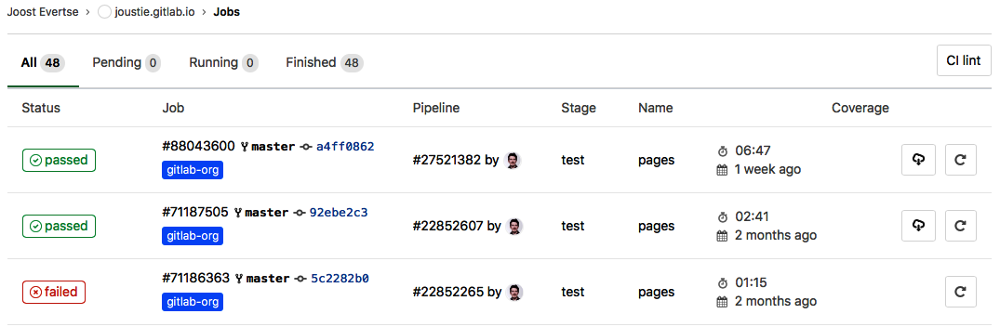 Joost Evertse > joustie.gitlab.io > Jobs
All 48 Pending 0 Running 0 Finished 48 CI lint
Status Job Pipeline Stage Name Coverage
passed #88043600 master a4ff0862 gitlab-org #27521382 by test pages 06:47 1 week ago
passed #71187505 master 92ebe2c3 gitlab-org #22852607 by test pages 02:41 2 months ago
failed #71186363 master 5c2282b0 gitlab-org #22852265 by test pages 01:15 2 months ago